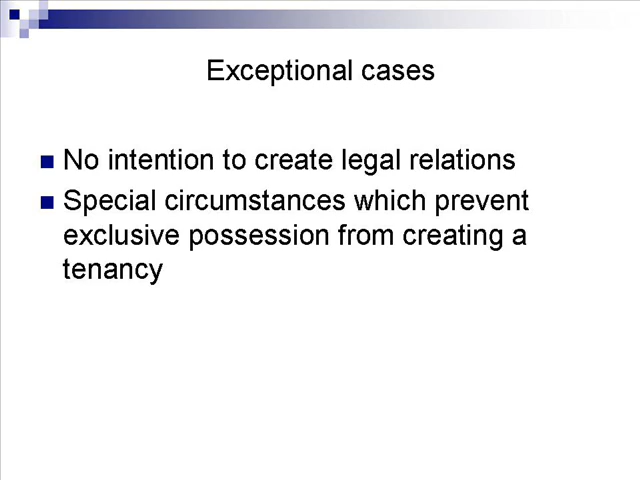 Exceptional cases
No intention to create legal relations
Special circumstances which prevent
exclusive possession from creating a
tenancy